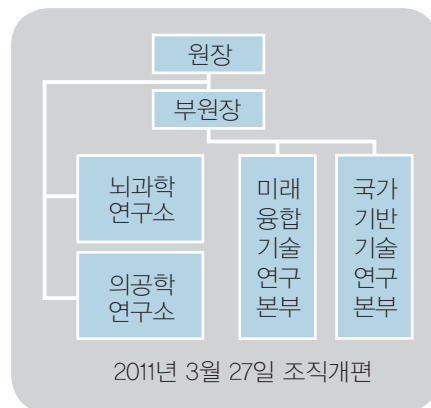 원장
부원장
뇌과학
연구소
의공학
연구소
미래
융합
기술
연구
본부
국가
기반
기술
연구
본부
2011년 3월 27일 조직개편